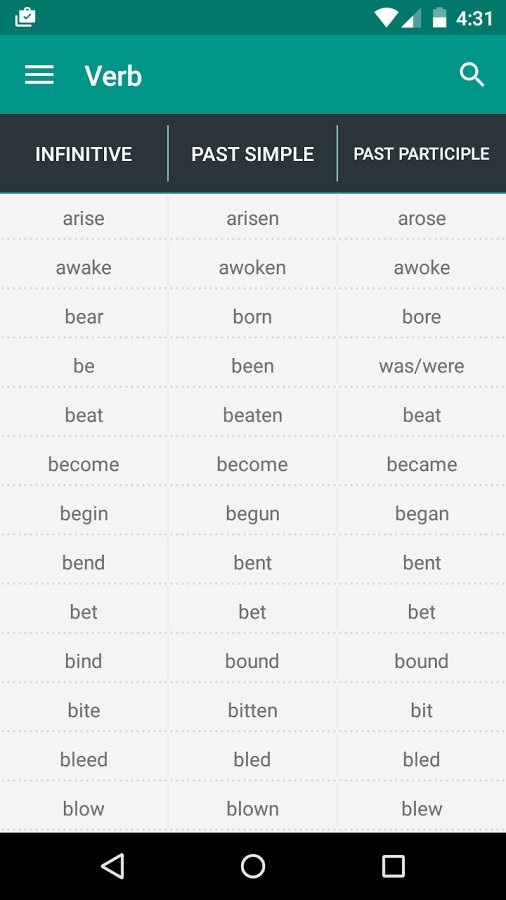 4:31
Verb
INFINITIVE PAST SIMPLE PAST PARTICIPLE
arise arisen arose
awake awoken awoke
bear born bore
be been was/were
beat beaten beat
become become became
begin begun began
bend bent bent
bet bet bet
bind bound bound
bite bitten bit
bleed bled bled
blow blown blew